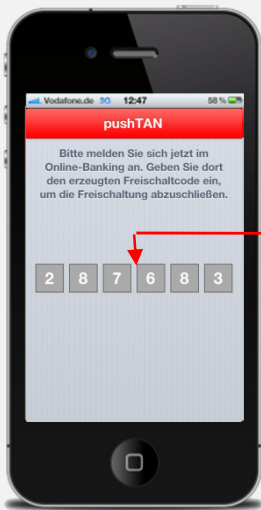 Vodafone.de 3G 12:47 58 %
pushTAN
Bitte melden Sie sich jetzt im
Online-Banking an. Geben Sie dort
den erzeugten Freischaltcode ein,
um die Freischaltung abzuschließen.
2 8 7 6 8 3